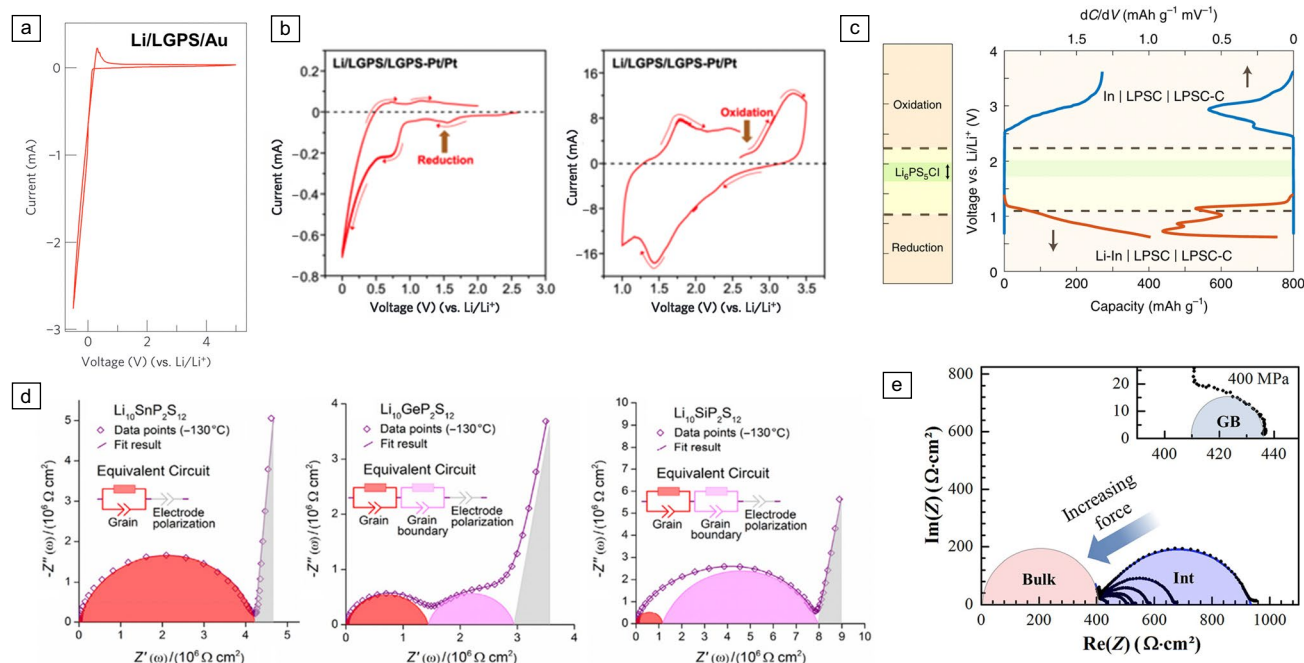 a
Li/LGPS/Au
0
−1
−2
−3
Current (mA)
0 2 4
Voltage (V) (vs. Li/Li⁺)
b
Li/LGPS/LGPS-Pt/Pt
0.2
0
-0.2
-0.4
-0.6
-0.8
Current (mA)
Reduction
0 0.5 1.0 1.5 2.0 2.5 3.0
Voltage (V) (vs. Li/Li⁺)
Li/LGPS/LGPS-Pt/Pt
16
8
0
-8
-16
Current (mA)
Oxidation
1.0 1.5 2.0 2.5 3.0 3.5
Voltage (V) (vs. Li/Li⁺)
c
Oxidation
Li₆PS₅Cl
Reduction
dC/dV (mAh g⁻¹ mV⁻¹)
1.5 1.0 0.5 0
4
3
2
1
0
Voltage vs. Li/Li⁺ (V)
In | LPSC | LPSC-C
Li-In | LPSC | LPSC-C
0 200 400 600 800
Capacity (mAh g⁻¹)
d
Li₁₀SnP₂S₁₂
Data points (−130°C)
Fit result
Equivalent Circuit
Grain
Electrode
polarization
5
4
3
2
1
0
-Z″(ω)/(10⁶ Ω cm²)
0 1 2 3 4 5
Z′(ω)/(10⁶ Ω cm²)
Li₁₀GeP₂S₁₂
Data points (−130°C)
Fit result
Equivalent Circuit
Grain
Grain
boundary
Electrode
polarization
4
3
2
1
0
-Z″(ω)/(10⁶ Ω cm²)
0 1 2 3 4
Z′(ω)/(10⁶ Ω cm²)
Li₁₀SiP₂S₁₂
Data points (−130°C)
Fit result
Equivalent Circuit
Grain
Grain
boundary
Electrode
polarization
10
9
8
7
6
5
4
3
2
1
0
-Z″(ω)/(10⁶ Ω cm²)
0 1 2 3 4 5 6 7 8 9 10
Z′(ω)/(10⁶ Ω cm²)
e
800
600
400
200
0
Im(Z) (Ω·cm²)
400 MPa
20
10
0
GB
400 420 440
Increasing
force
Bulk
Int
0 200 400 600 800 1000
Re(Z) (Ω·cm²)